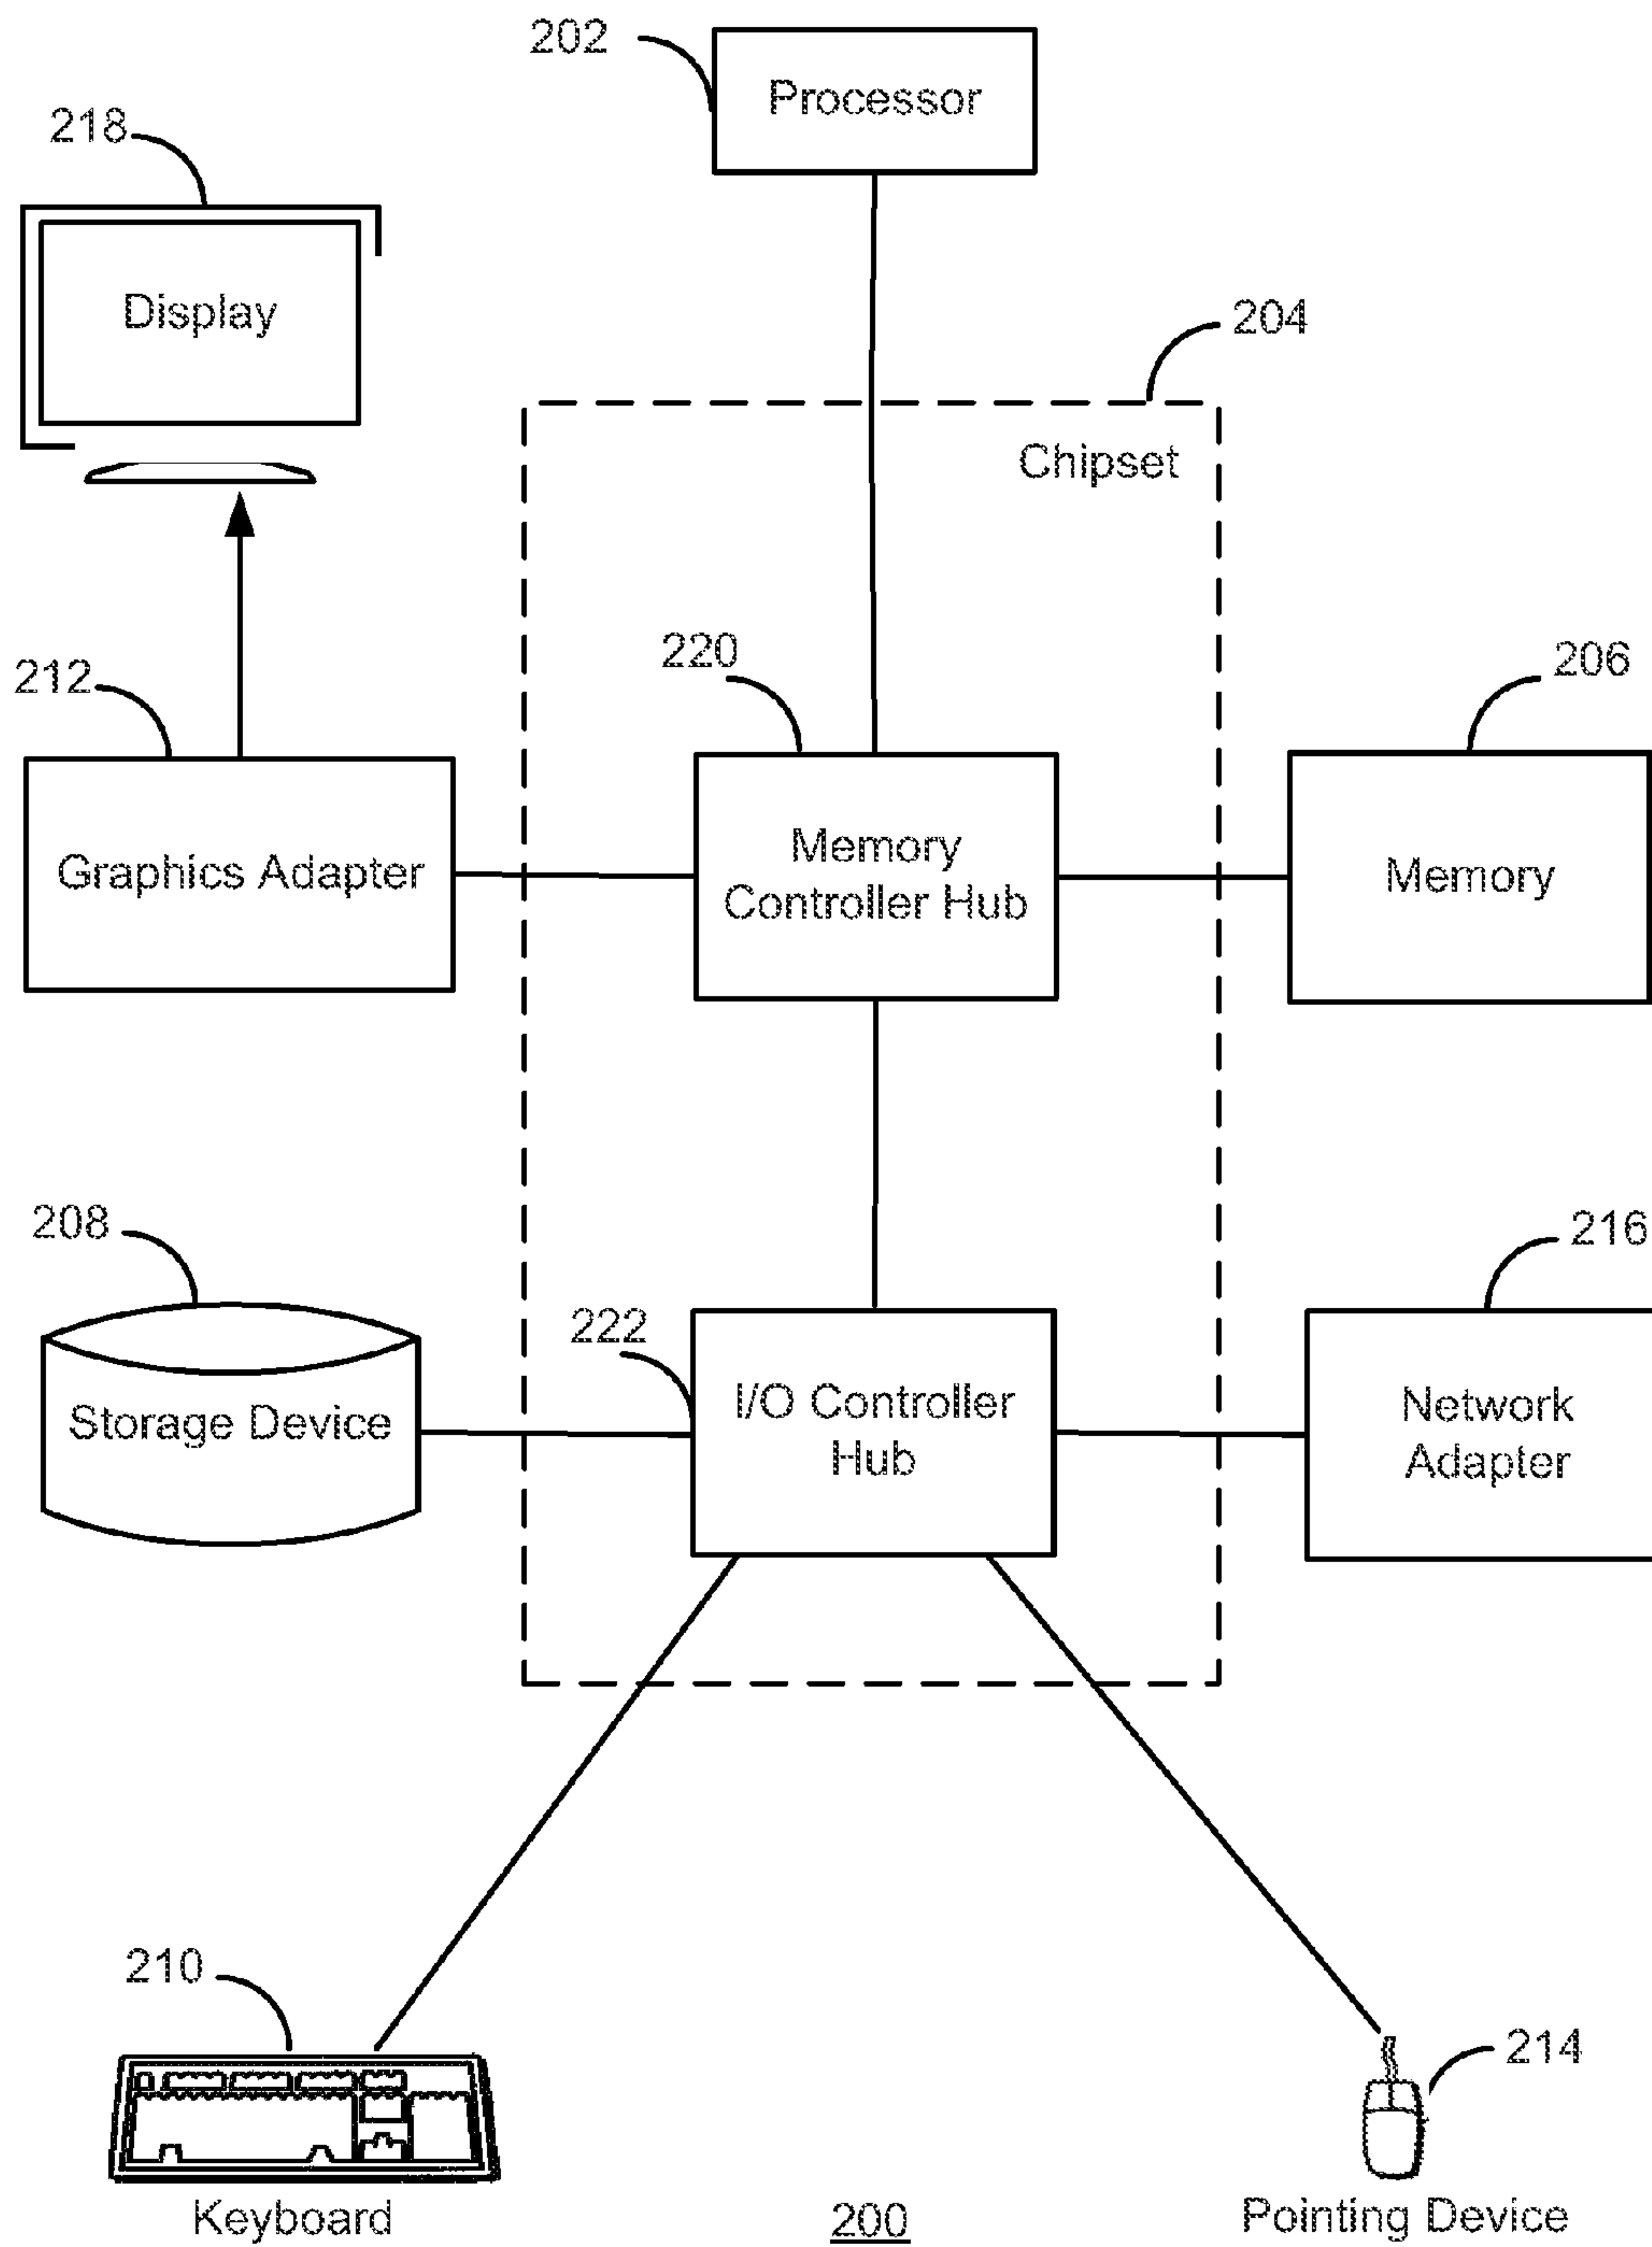 202
Processor
218
Display
204
Chipset
212
220
206
Graphics Adapter
Memory
Controller Hub
Memory
208
222
216
Storage Device
I/O Controller
Hub
Network
Adapter
210
214
Keyboard
200
Pointing Device